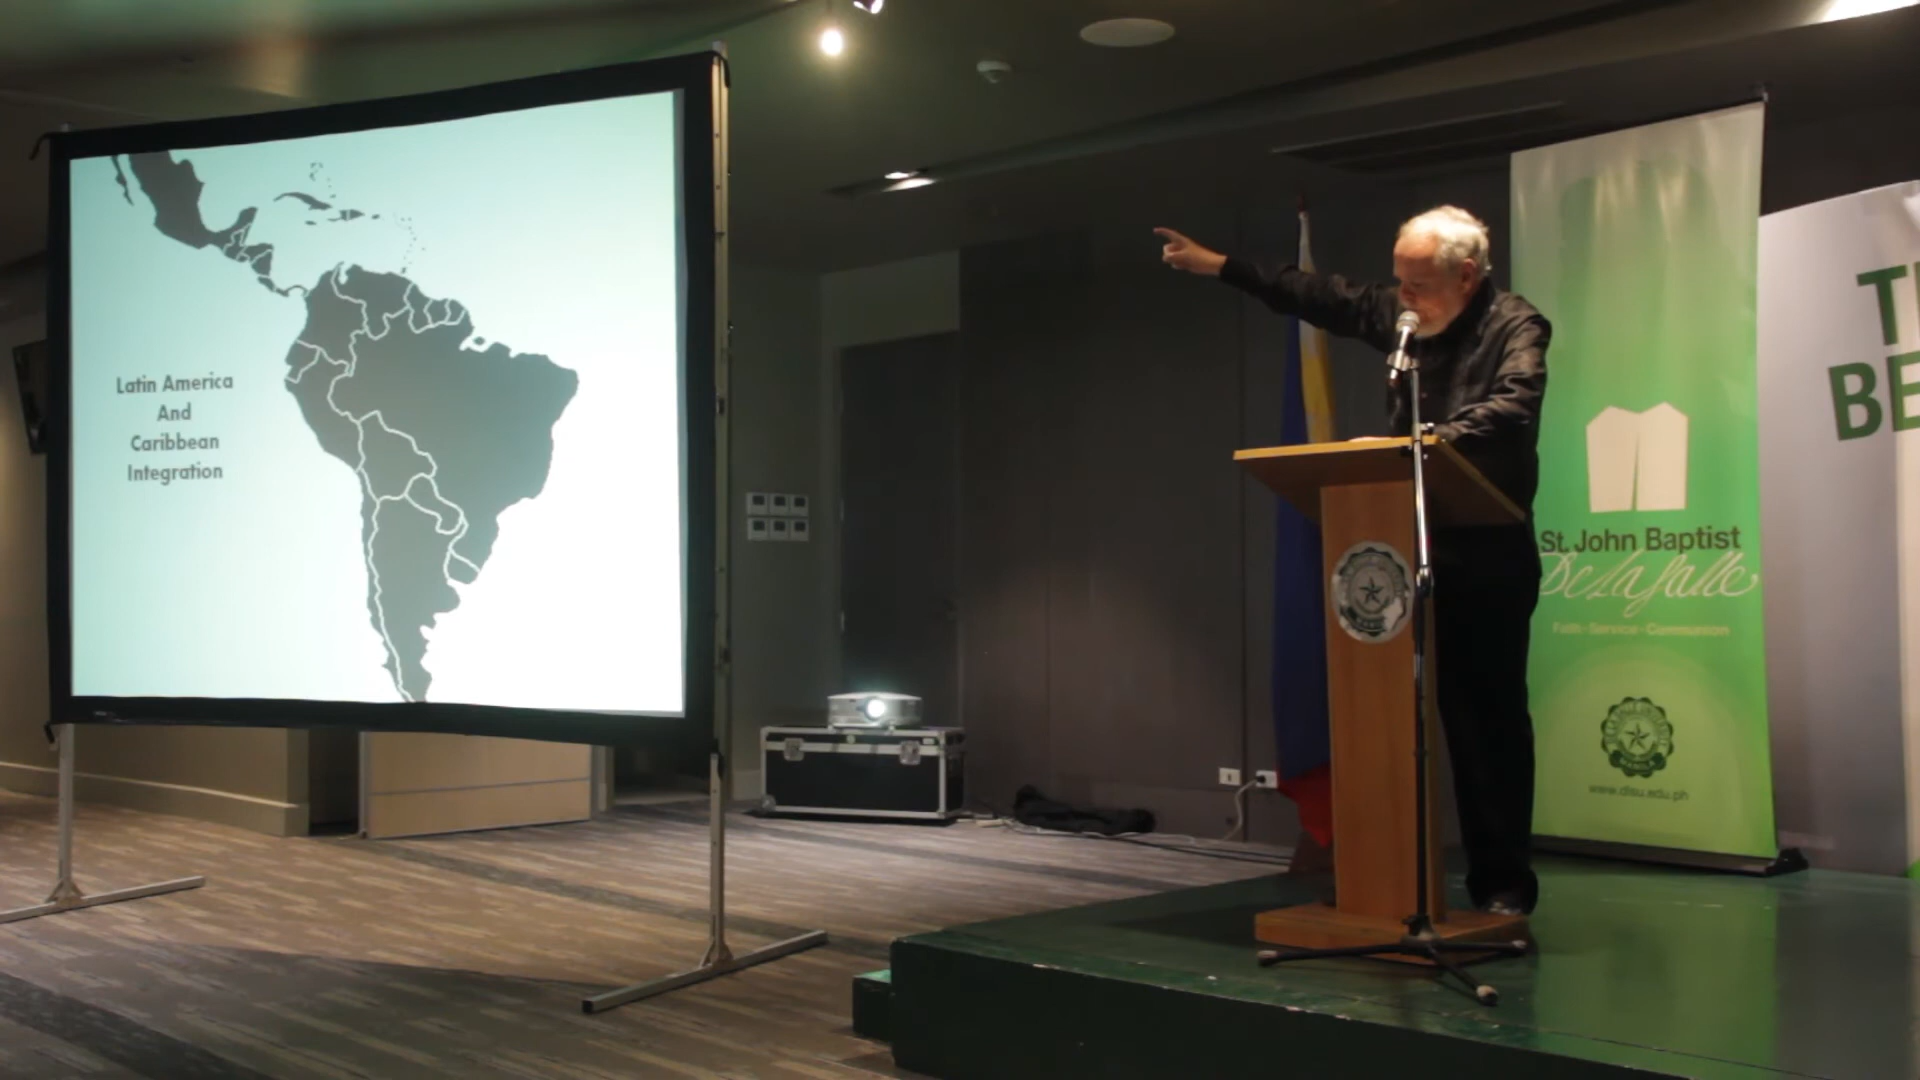 Latin America
And
Caribbean
Integration
St. John Baptist
De La Salle
Faith · Service · Communion
MANILA
www.dlsu.edu.ph
BE